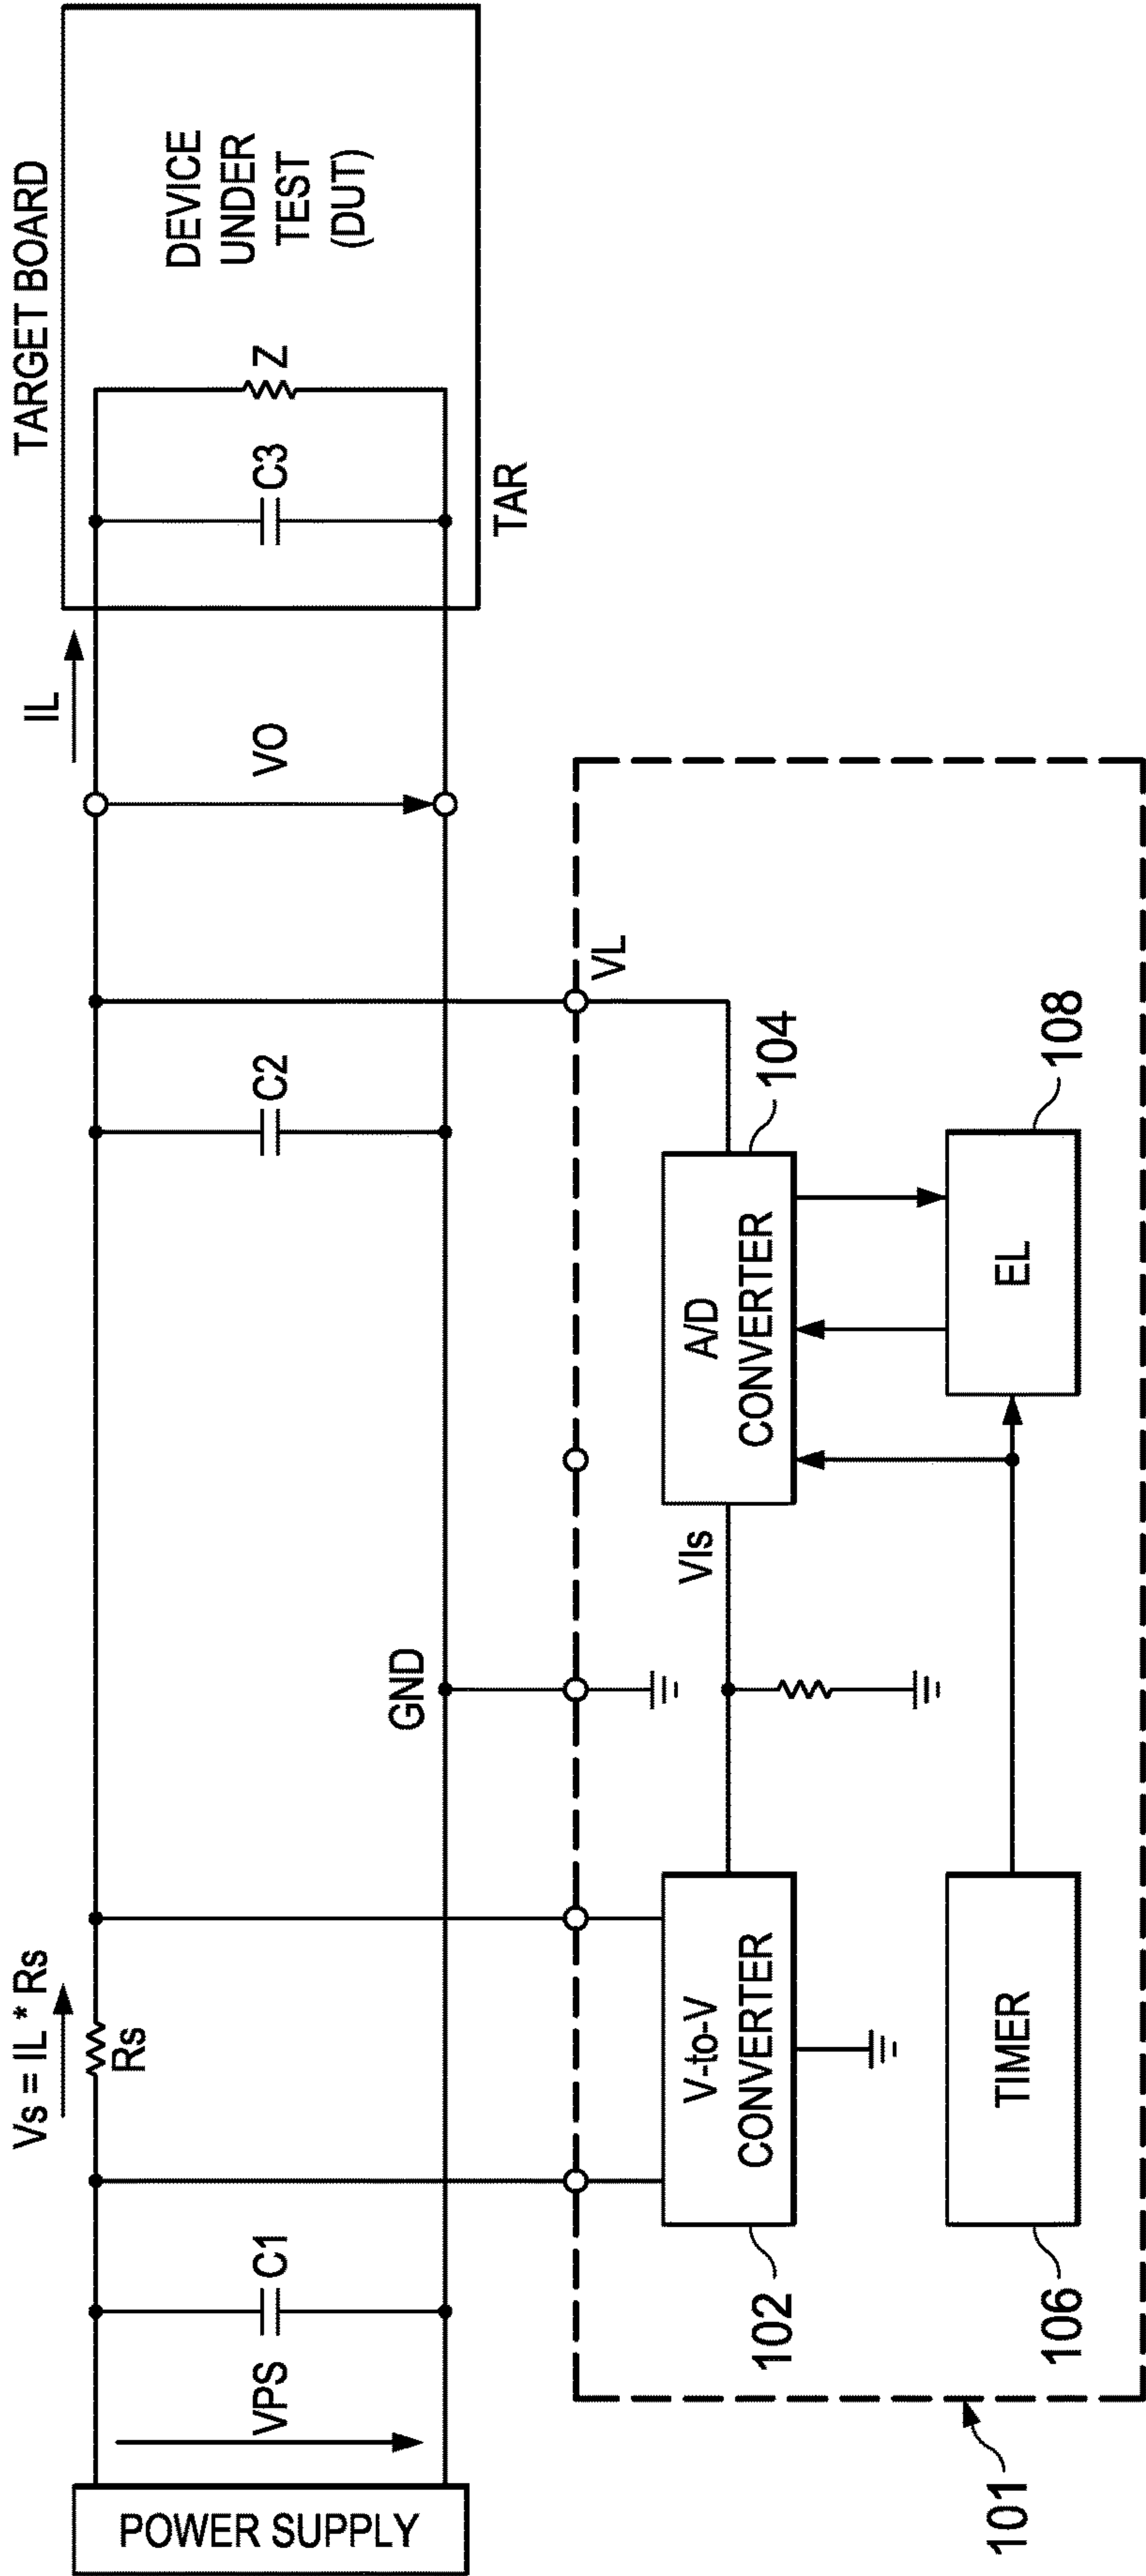 TARGET BOARD
Vs = IL * Rs
IL
Rs
POWER SUPPLY
VPS
C1
C2
VO
C3
Z
DEVICE
UNDER
TEST
(DUT)
GND
TAR
VL
V-to-V
CONVERTER
102
VIs
A/D
CONVERTER
104
TIMER
106
EL
108
101